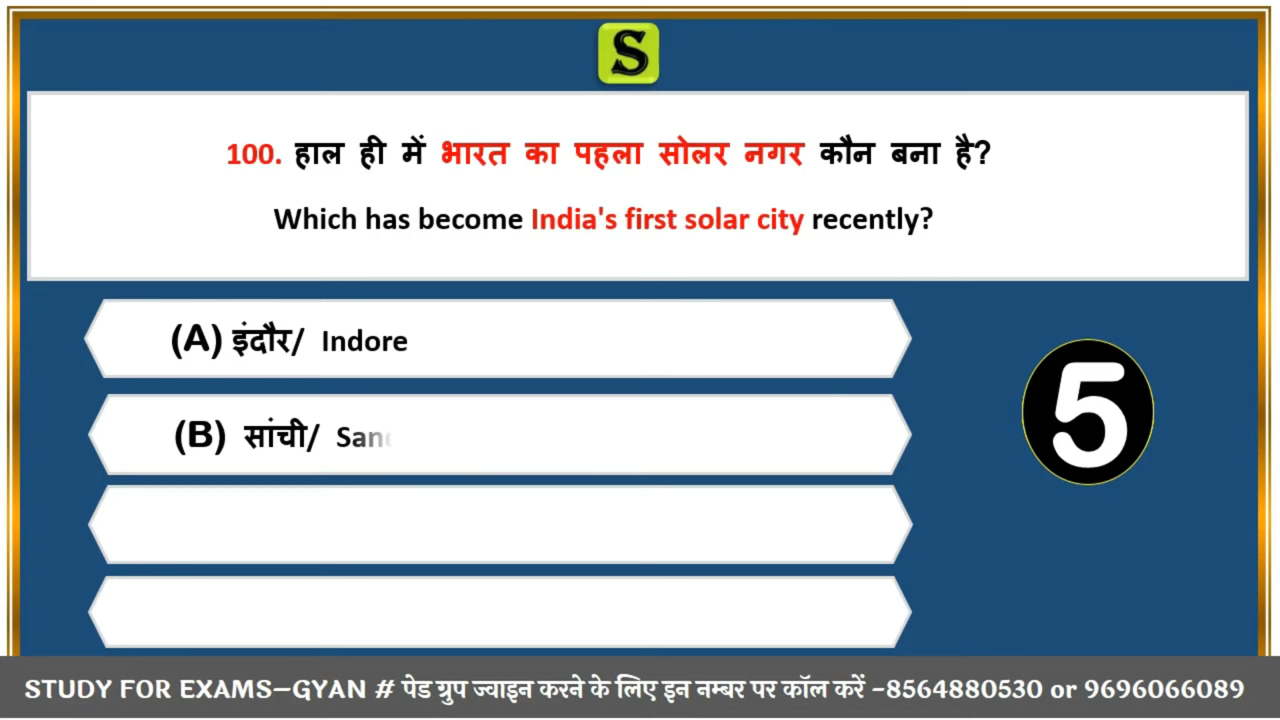 S
100. हाल ही में भारत का पहला सोलर नगर कौन बना है?
Which has become India's first solar city recently?
(A) इंदौर/ Indore
(B) सांची/
5
STUDY FOR EXAMS–GYAN # पेड ग्रुप ज्वाइन करने के लिए इन नम्बर पर कॉल करें -8564880530 or 9696066089